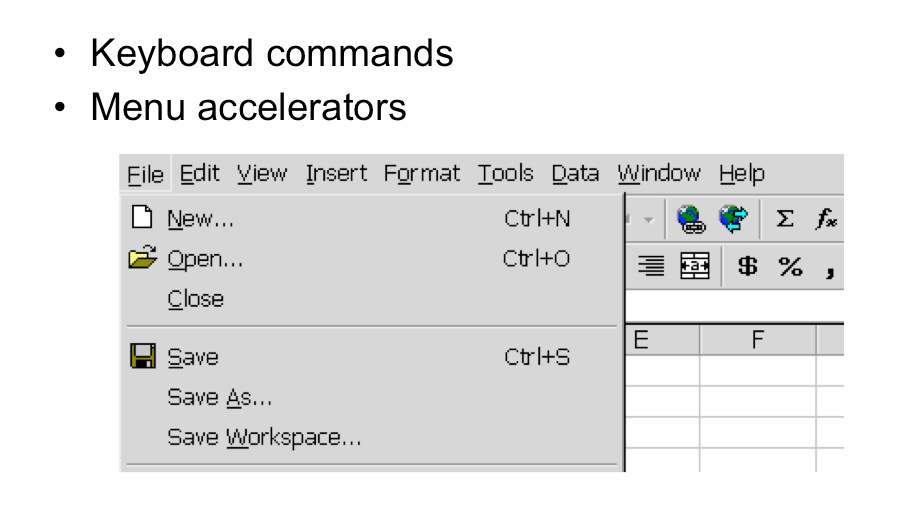 • Keyboard commands
• Menu accelerators
File Edit View Insert Format Tools Data Window Help
New... Ctrl+N
Σ fx
Open... Ctrl+O
a $ % ,
Close
E F
Save Ctrl+S
Save As...
Save Workspace...